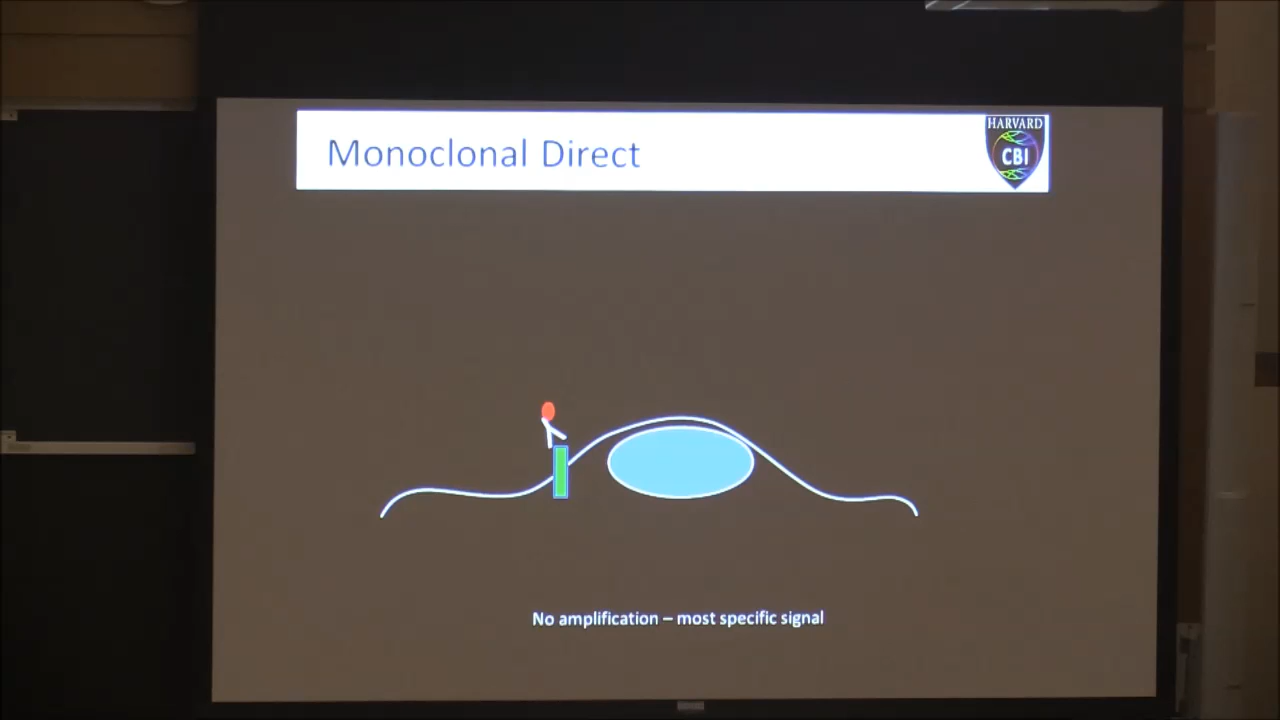 Monoclonal Direct
HARVARD
CBI
No amplification – most specific signal